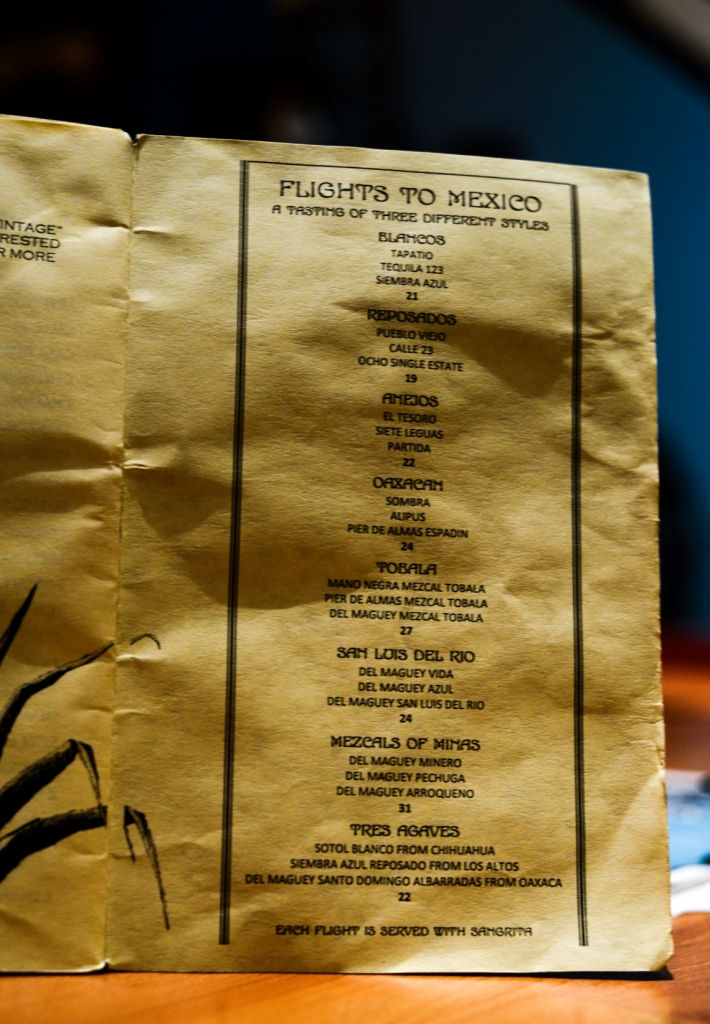 INTAGE"
RESTED
R MORE
FLIGHTS TO MEXICO
A TASTING OF THREE DIFFERENT STYLES
BLANCOS
TAPATIO
TEQUILA 123
SIEMBRA AZUL
21
REPOSADOS
PUEBLO VIEJO
CALLE 23
OCHO SINGLE ESTATE
19
ANEJOS
EL TESORO
SIETE LEGUAS
PARTIDA
22
OAXACAN
SOMBRA
ALIPUS
PIER DE ALMAS ESPADIN
24
TOBALA
MANO NEGRA MEZCAL TOBALA
PIER DE ALMAS MEZCAL TOBALA
DEL MAGUEY MEZCAL TOBALA
27
SAN LUIS DEL RIO
DEL MAGUEY VIDA
DEL MAGUEY AZUL
DEL MAGUEY SAN LUIS DEL RIO
24
MEZCALS OF MINAS
DEL MAGUEY MINERO
DEL MAGUEY PECHUGA
DEL MAGUEY ARROQUENO
31
TRES AGAVES
SOTOL BLANCO FROM CHIHUAHUA
SIEMBRA AZUL REPOSADO FROM LOS ALTOS
DEL MAGUEY SANTO DOMINGO ALBARRADAS FROM OAXACA
22
EACH FLIGHT IS SERVED WITH SANGRITA